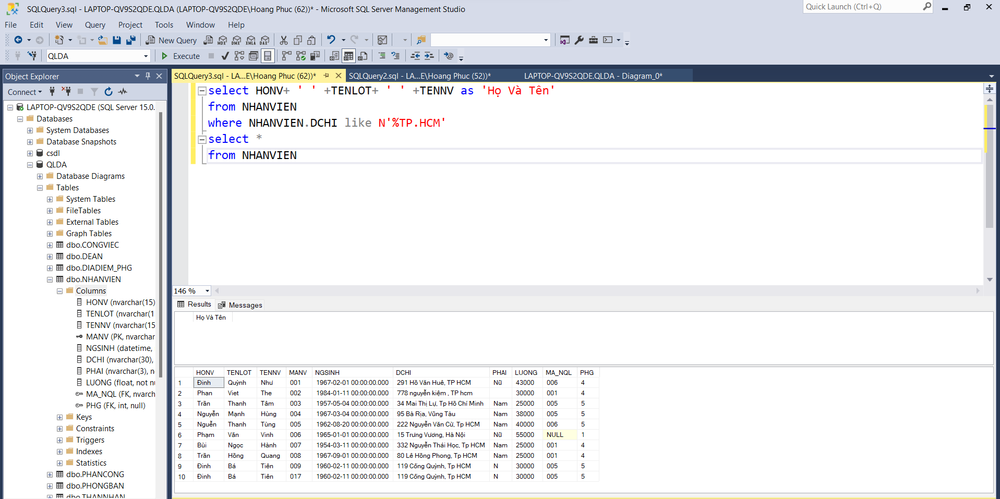 SQLQuery3.sql - LAPTOP-QV9S2QDE.QLDA (LAPTOP-QV9S2QDE\Hoang Phuc (62))* - Microsoft SQL Server Management Studio
Quick Launch (Ctrl+Q)
File Edit View Query Project Tools Window Help
New Query MDX DMX XMLA DAX
QLDA Execute
Object Explorer
SQLQuery3.sql - LA...E\Hoang Phuc (62))* SQLQuery2.sql - LA...E\Hoang Phuc (52))* LAPTOP-QV9S2QDE.QLDA - Diagram_0*
Connect
LAPTOP-QV9S2QDE (SQL Server 15.0.
Databases
System Databases
Database Snapshots
csdl
QLDA
Database Diagrams
Tables
System Tables
FileTables
External Tables
Graph Tables
dbo.CONGVIEC
dbo.DEAN
dbo.DIADIEM_PHG
dbo.NHANVIEN
Columns
HONV (nvarchar(15)
TENLOT (nvarchar(1
TENNV (nvarchar(15
MANV (PK, nvarchar
NGSINH (datetime,
DCHI (nvarchar(30),
PHAI (nvarchar(3), n
LUONG (float, not nu
MA_NQL (FK, nvarch
PHG (FK, int, null)
Keys
Constraints
Triggers
Indexes
Statistics
dbo.PHANCONG
dbo.PHONGBAN
dbo.THANNHAN
select HONV+ ' ' +TENLOT+ ' ' +TENNV as 'Họ Và Tên'
from NHANVIEN
where NHANVIEN.DCHI like N'%TP.HCM'
select *
from NHANVIEN
146 %
Results Messages
Họ Và Tên
HONV TENLOT TENNV MANV NGSINH DCHI PHAI LUONG MA_NQL PHG
1 Đinh Quỳnh Như 001 1967-02-01 00:00:00.000 291 Hồ Văn Huê, TP HCM Nữ 43000 006 4
2 Phan Viet The 002 1984-01-11 00:00:00.000 778 nguyễn kiệm , TP hcm 30000 001 4
3 Trần Thanh Tâm 003 1957-05-04 00:00:00.000 34 Mai Thị Lự, Tp Hồ Chí Minh Nam 25000 005 5
4 Nguyễn Mạnh Hùng 004 1967-03-04 00:00:00.000 95 Bà Rịa, Vũng Tàu Nam 38000 005 5
5 Nguễn Thanh Tùng 005 1962-08-20 00:00:00.000 222 Nguyễn Văn Cừ, Tp HCM Nam 40000 006 5
6 Phạm Văn Vinh 006 1965-01-01 00:00:00.000 15 Trưng Vương, Hà Nội Nữ 55000 NULL 1
7 Bùi Ngọc Hành 007 1954-03-11 00:00:00.000 332 Nguyễn Thái Học, Tp HCM Nam 25000 001 4
8 Trần Hồng Quang 008 1967-09-01 00:00:00.000 80 Lê Hồng Phong, Tp HCM Nam 25000 001 4
9 Đinh Bá Tiên 009 1960-02-11 00:00:00.000 119 Cống Quỳnh, Tp HCM N 30000 005 5
10 Đinh Bá Tiên 017 1960-02-11 00:00:00.000 119 Cống Quỳnh, Tp HCM N 30000 005 5